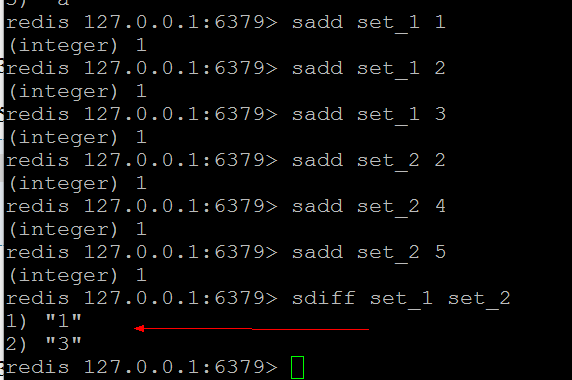 redis 127.0.0.1:6379> sadd set_1 1
(integer) 1
redis 127.0.0.1:6379> sadd set_1 2
(integer) 1
redis 127.0.0.1:6379> sadd set_1 3
(integer) 1
redis 127.0.0.1:6379> sadd set_2 2
(integer) 1
redis 127.0.0.1:6379> sadd set_2 4
(integer) 1
redis 127.0.0.1:6379> sadd set_2 5
(integer) 1
redis 127.0.0.1:6379> sdiff set_1 set_2
1) "1"
2) "3"
redis 127.0.0.1:6379>